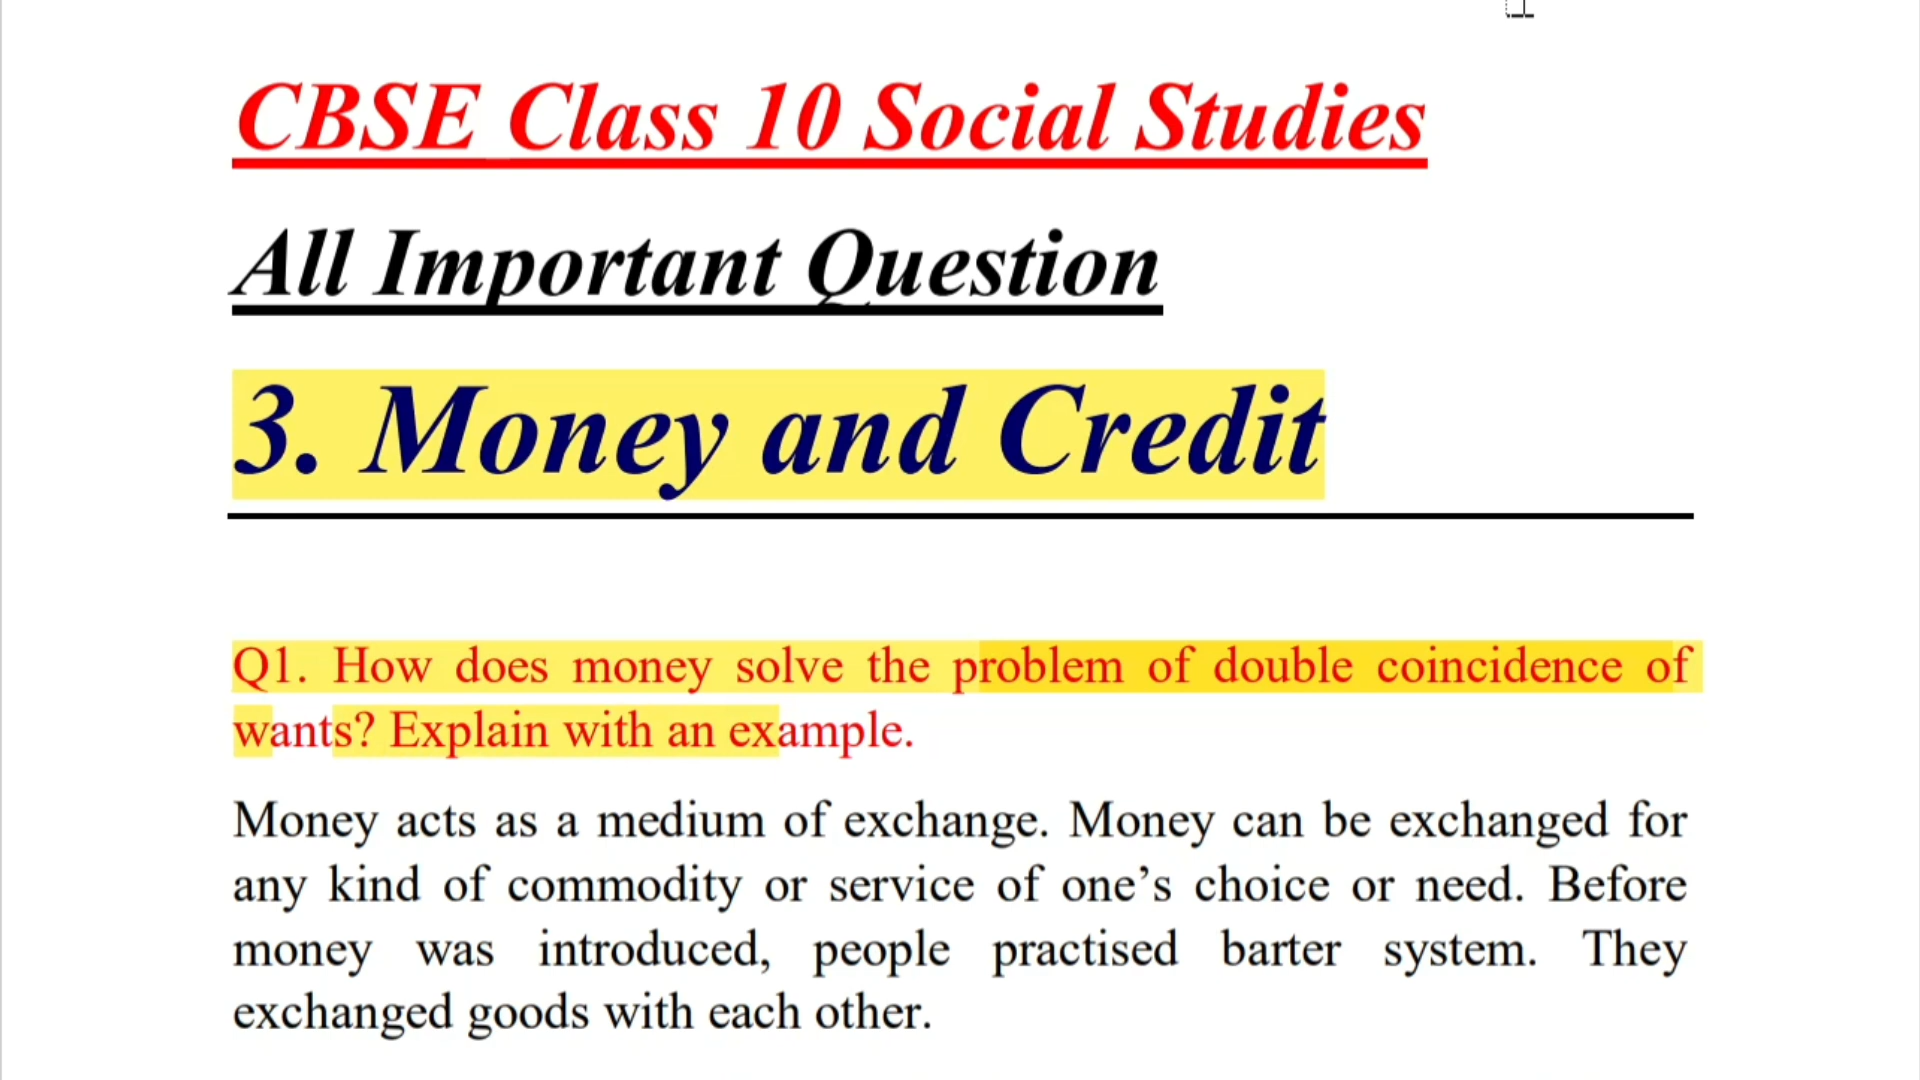 CBSE Class 10 Social Studies
All Important Question
3. Money and Credit
Q1. How does money solve the problem of double coincidence of
wants? Explain with an example.
Money acts as a medium of exchange. Money can be exchanged for
any kind of commodity or service of one’s choice or need. Before
money was introduced, people practised barter system. They
exchanged goods with each other.